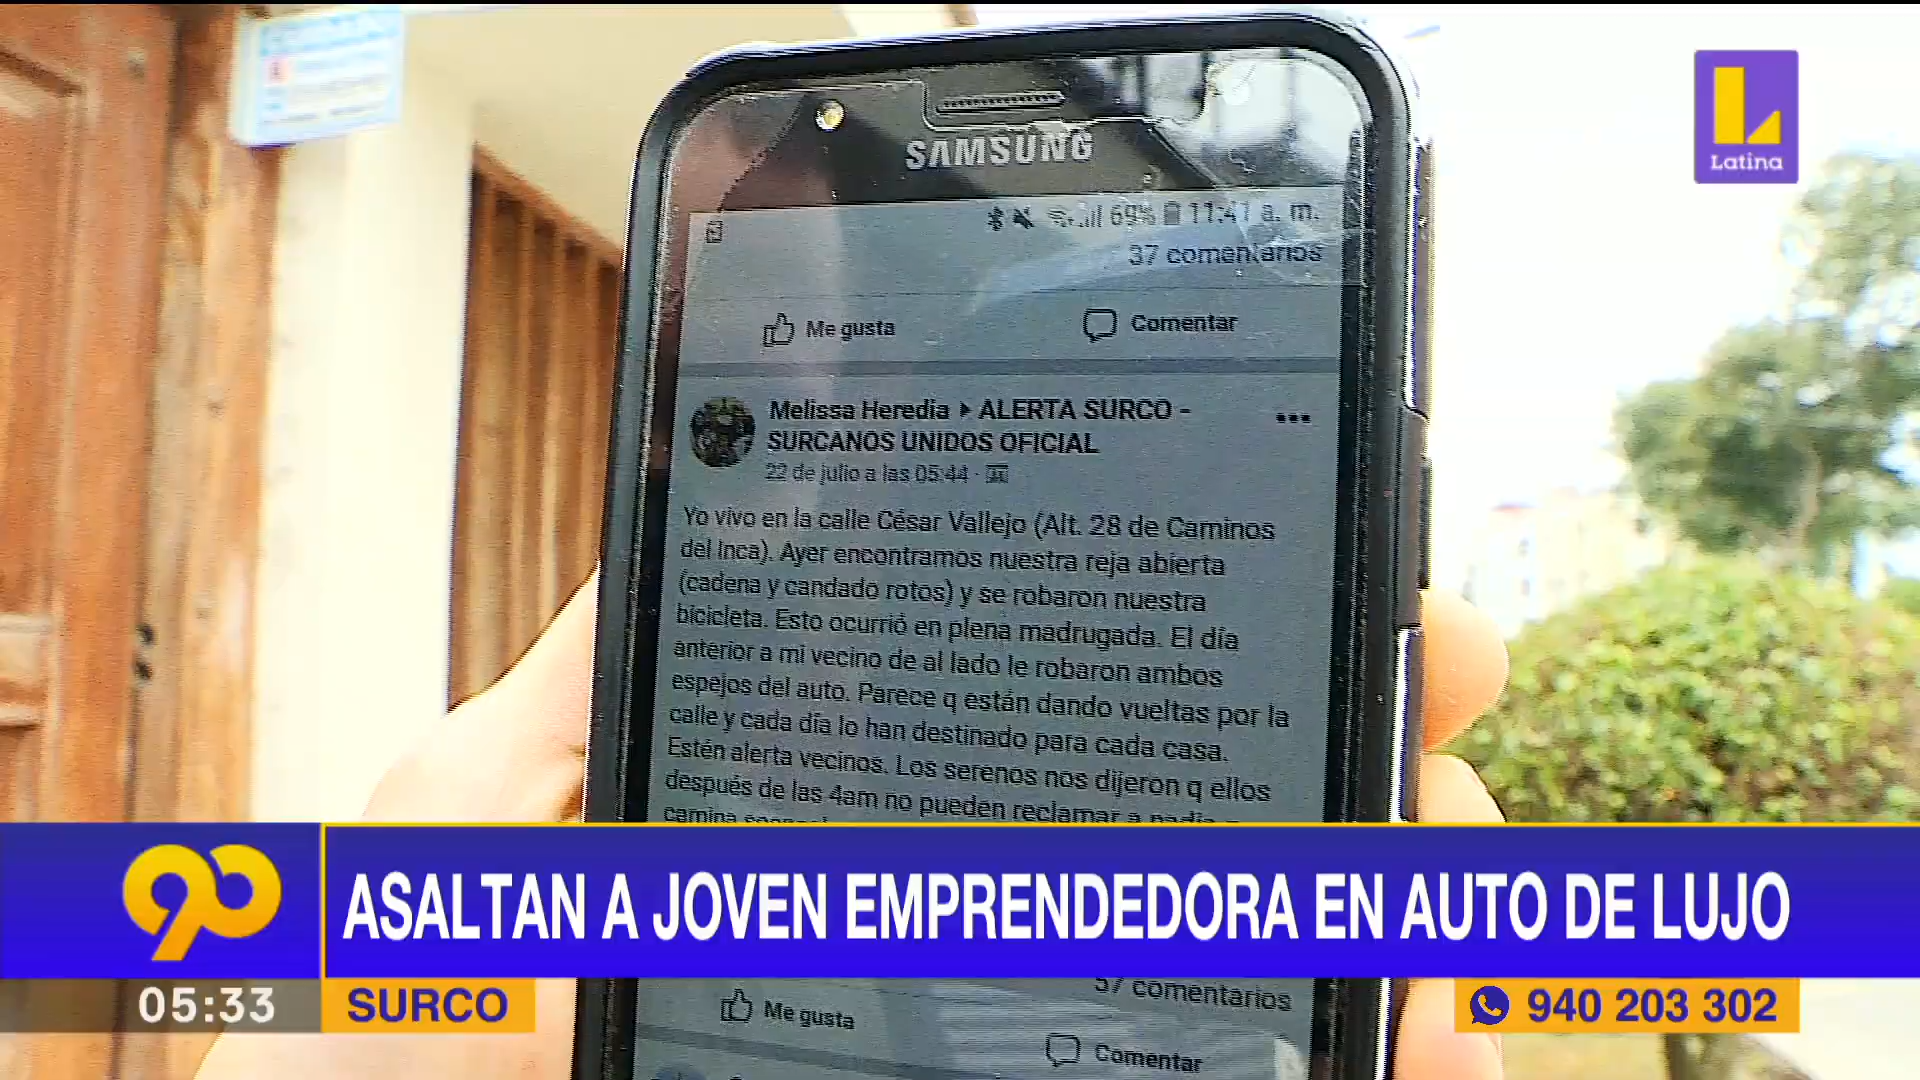 Latina
SAMSUNG
69% 11:41 a. m.
37 comentarios
Me gusta
Comentar
Melissa Heredia ▸ ALERTA SURCO -
SURCANOS UNIDOS OFICIAL
22 de julio a las 05:44 ·
Yo vivo en la calle César Vallejo (Alt. 28 de Caminos
del Inca). Ayer encontramos nuestra reja abierta
(cadena y candado rotos) y se robaron nuestra
bicicleta. Esto ocurrió en plena madrugada. El día
anterior a mi vecino de al lado le robaron ambos
espejos del auto. Parece q están dando vueltas por la
calle y cada día lo han destinado para cada casa.
Estén alerta vecinos. Los serenos nos dijeron q ellos
después de las 4am no pueden reclamar a nadie
camina
90
ASALTAN A JOVEN EMPRENDEDORA EN AUTO DE LUJO
05:33
SURCO
57 comentarios
940 203 302
Me gusta
Comentar